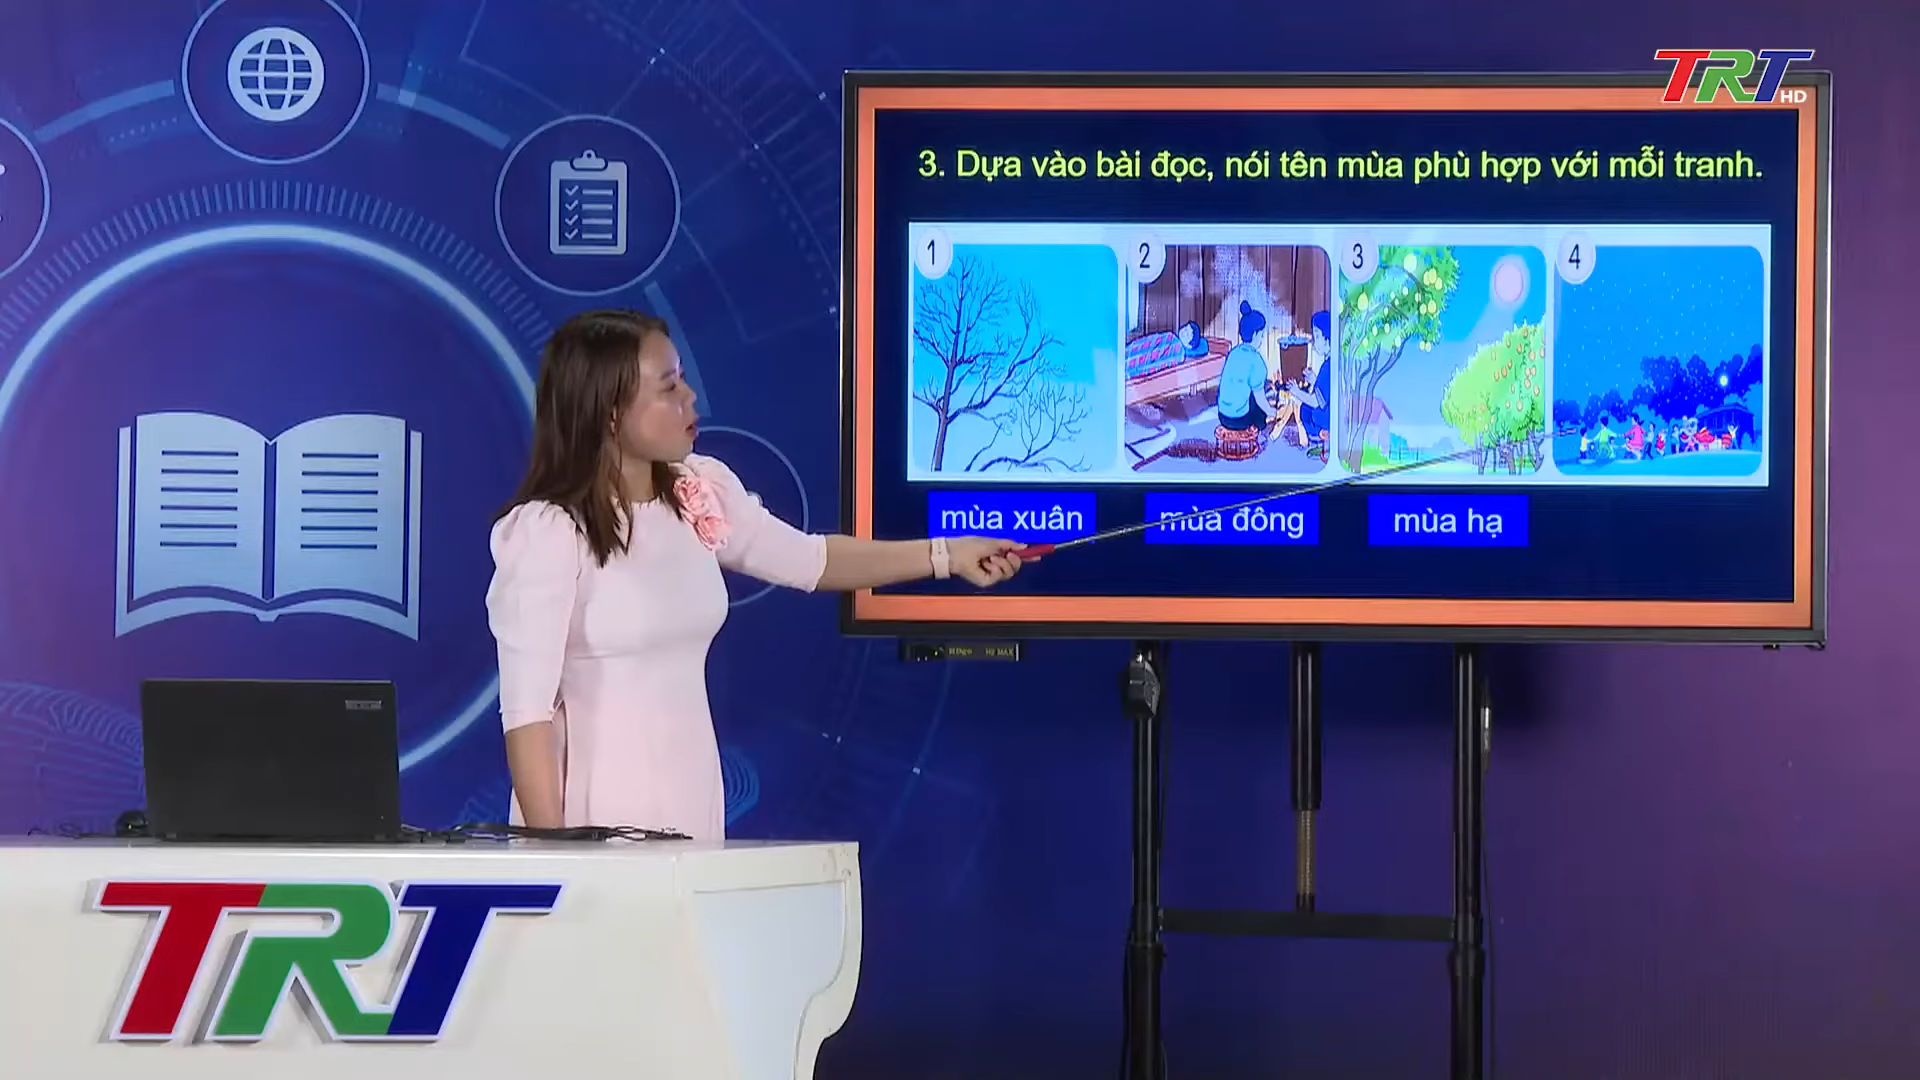 TRT HD
3. Dựa vào bài đọc, nói tên mùa phù hợp với mỗi tranh.
1 2 3 4
mùa xuân mùa đông mùa hạ
TRT